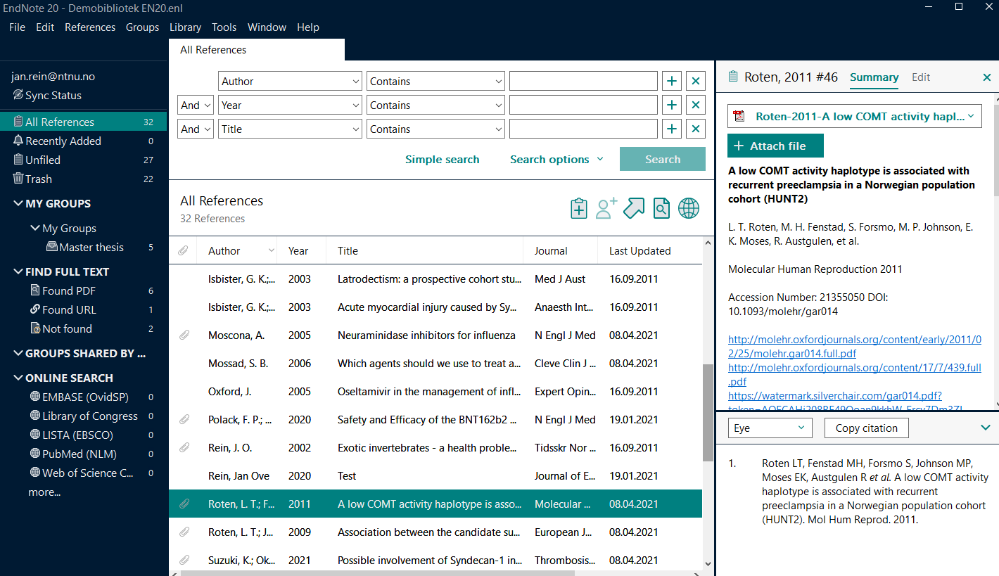 EndNote 20 - Demobibliotek EN20.enl
File Edit References Groups Library Tools Window Help
jan.rein@ntnu.no
Sync Status
All References 32
Recently Added 0
Unfiled 27
Trash 22
MY GROUPS
My Groups
Master thesis 5
FIND FULL TEXT
Found PDF 6
Found URL 1
Not found 2
GROUPS SHARED BY ...
ONLINE SEARCH
EMBASE (OvidSP) 0
Library of Congress 0
LISTA (EBSCO) 0
PubMed (NLM) 0
Web of Science C... 0
more...
All References
Author Contains
And Year Contains
And Title Contains
Simple search Search options Search
All References
32 References
Author Year Title Journal Last Updated
Isbister, G. K.;... 2003 Latrodectism: a prospective cohort stu... Med J Aust 16.09.2011
Isbister, G. K.;... 2003 Acute myocardial injury caused by Sy... Anaesth Int... 16.09.2011
Moscona, A. 2005 Neuraminidase inhibitors for influenza N Engl J Med 08.04.2021
Mossad, S. B. 2006 Which agents should we use to treat a... Cleve Clin J ... 08.04.2021
Oxford, J. 2005 Oseltamivir in the management of infl... Expert Opin... 16.09.2011
Polack, F. P.; ... 2020 Safety and Efficacy of the BNT162b2 ... N Engl J Med 19.01.2021
Rein, J. O. 2002 Exotic invertebrates - a health proble... Tidsskr Nor ... 16.09.2011
Rein, Jan Ove 2020 Test Journal of E... 19.01.2021
Roten, L. T.; F... 2011 A low COMT activity haplotype is asso... Molecular ... 08.04.2021
Roten, L. T.; J... 2009 Association between the candidate su... European J... 08.04.2021
Suzuki, K.; Ok... 2021 Possible involvement of Syndecan-1 in... Thrombosis... 08.04.2021
Roten, 2011 #46 Summary Edit
Roten-2011-A low COMT activity hapl...
Attach file
A low COMT activity haplotype is associated with
recurrent preeclampsia in a Norwegian population
cohort (HUNT2)
L. T. Roten, M. H. Fenstad, S. Forsmo, M. P. Johnson, E.
K. Moses, R. Austgulen, et al.
Molecular Human Reproduction 2011
Accession Number: 21355050 DOI:
10.1093/molehr/gar014
http://molehr.oxfordjournals.org/content/early/2011/0
2/25/molehr.gar014.full.pdf
http://molehr.oxfordjournals.org/content/17/7/439.full
.pdf
https://watermark.silverchair.com/gar014.pdf?
Eye Copy citation
1. Roten LT, Fenstad MH, Forsmo S, Johnson MP,
Moses EK, Austgulen R et al. A low COMT activity
haplotype is associated with recurrent
preeclampsia in a Norwegian population cohort
(HUNT2). Mol Hum Reprod. 2011.